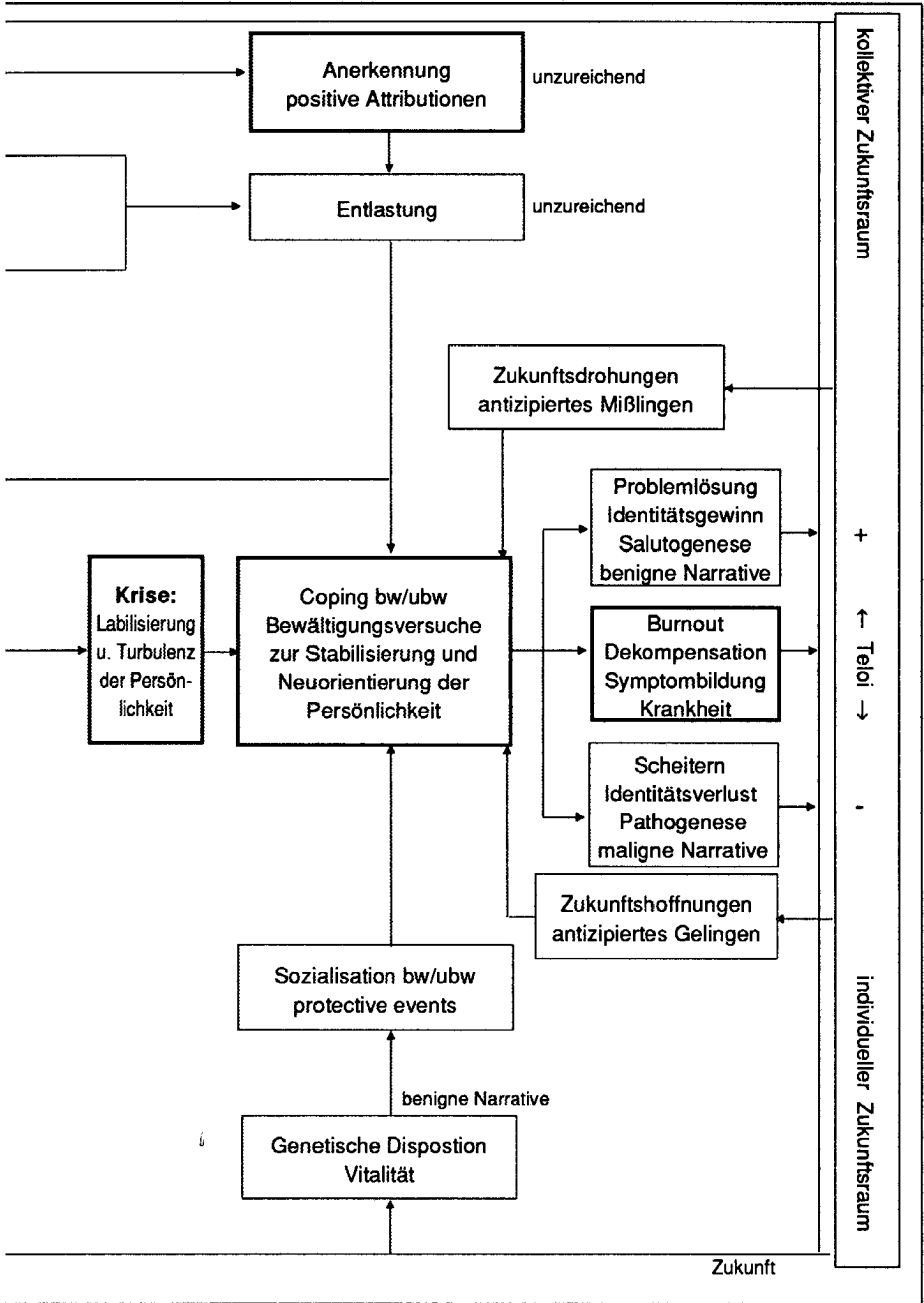 Anerkennung
positive Attributionen
unzureichend
Entlastung
unzureichend
Zukunftsdrohungen
antizipiertes Mißlingen
Problemlösung
Identitätsgewinn
Salutogenese
benigne Narrative
Krise:
Labilisierung
u. Turbulenz
der Persön-
lichkeit
Coping bw/ubw
Bewältigungsversuche
zur Stabilisierung und
Neuorientierung der
Persönlichkeit
Burnout
Dekompensation
Symptombildung
Krankheit
Scheitern
Identitätsverlust
Pathogenese
maligne Narrative
Zukunftshoffnungen
antizipiertes Gelingen
Sozialisation bw/ubw
protective events
benigne Narrative
Genetische Dispostion
Vitalität
kollektiver Zukunftsraum
+
← Teloi →
-
individueller Zukunftsraum
Zukunft